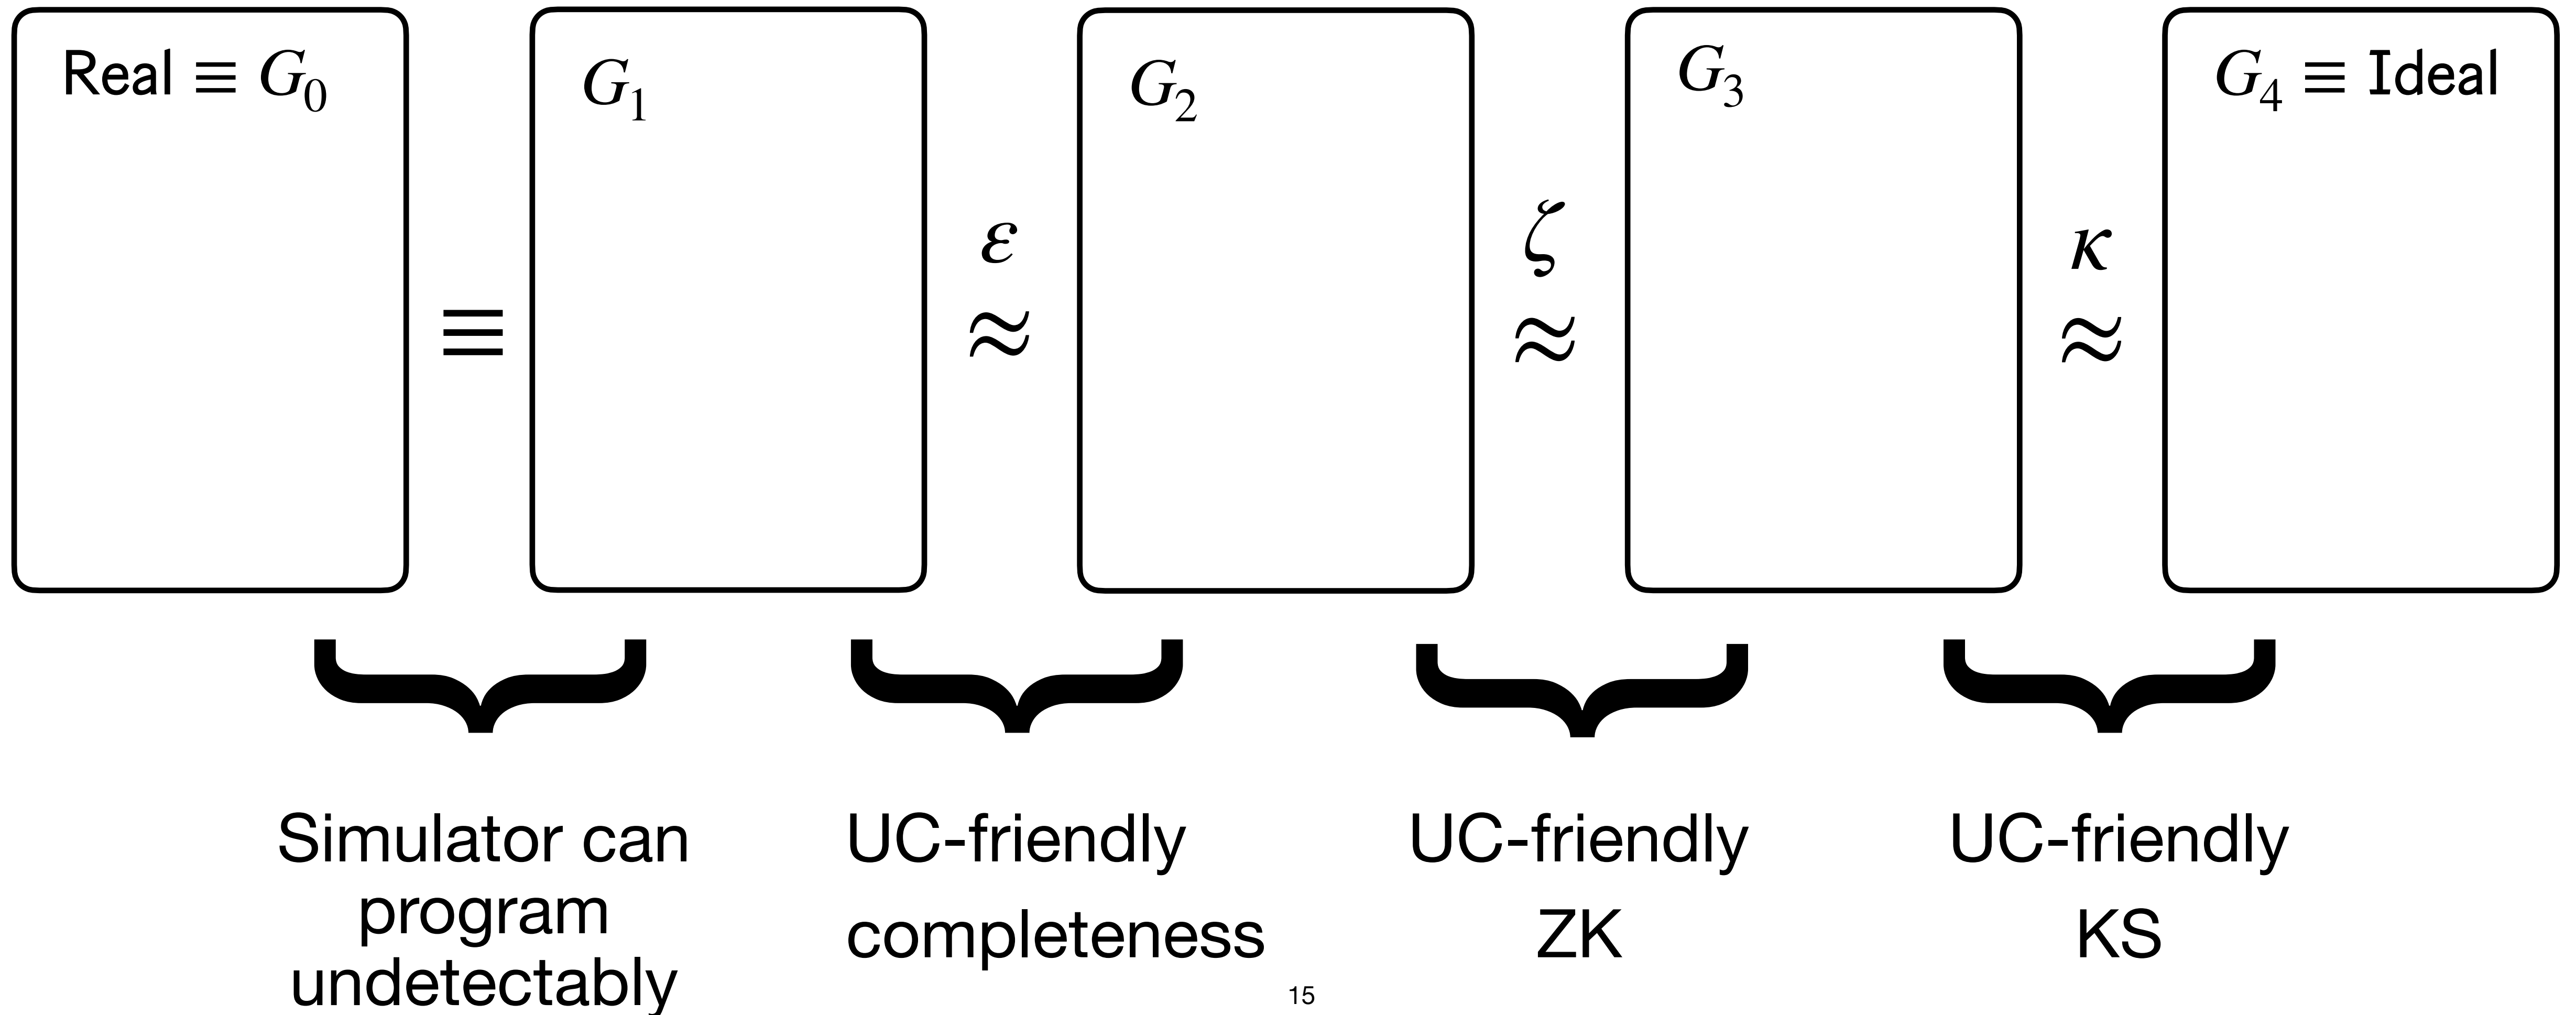 Real ≡ G₀
G₁
G₂
G₃
G₄ ≡ Ideal
≡
ε
≈
ζ
≈
κ
≈
Simulator can
program
undetectably
UC-friendly
completeness
UC-friendly
ZK
UC-friendly
KS
15